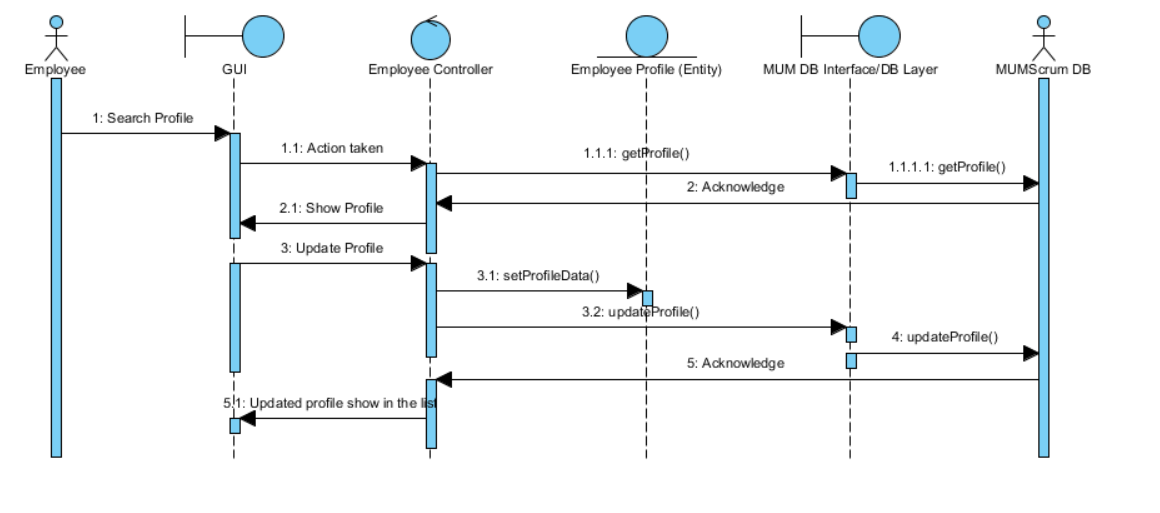 Employee
GUI
Employee Controller
Employee Profile (Entity)
MUM DB Interface/DB Layer
MUMScrum DB
1: Search Profile
1.1: Action taken
1.1.1: getProfile()
1.1.1.1: getProfile()
2: Acknowledge
2.1: Show Profile
3: Update Profile
3.1: setProfileData()
3.2: updateProfile()
4: updateProfile()
5: Acknowledge
5.1: Updated profile show in the list